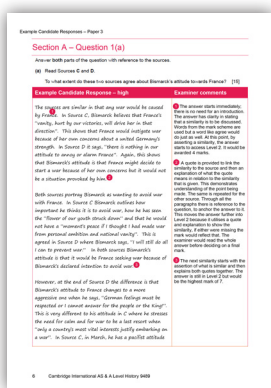 Example Candidate Responses – Paper 3
Section A – Question 1(a)
Answer both parts of the question with reference to the sources.
(a) Read Sources C and D.
To what extent do these two sources agree about Bismarck's attitude towards France? [15]
Example Candidate Response – high
The sources are similar in that any war would be caused
by France. In Source C, Bismarck believes that France's
"vanity, hurt by our victories, will drive her in that
direction". This shows that France would instigate war
because of her own concerns about a united Germany's
strength. In Source D it says, "there is nothing in our
attitude to annoy or alarm France". Again, this shows
that Bismarck's attitude is that France might decide to
start a war because of her own concerns but it would not
be a situation provoked by him 2
Both sources portray Bismarck as wanting to avoid war
with France. In Source C Bismarck outlines how
important he thinks it is to avoid war, how he has seen
the "flower of our youth struck down" and that he would
not have a "moment's peace if I thought I had made war
from personal ambition and national vanity". This is
agreed in Source D where Bismarck says, "I will still do all
I can to prevent war". In both sources Bismarck's
attitude is that it would be France seeking war because of
Bismarck's declared intention to avoid war 3
However, at the end of Source D the difference is that
Bismarck's attitude to France changes to a more
aggressive one when he says, "German feelings must be
respected or I cannot answer for the people or the King".
This is very different to his attitude in C where he stresses
the need for calm and for war to be a last resort when
"only a country's most vital interests justify embarking on
a war". In Source C, in March, he has a pacifist attitude
Examiner comments
1 The answer starts immediately;
there is no need for an introduction.
The answer has clarity in stating
that a similarity is to be discussed.
Words from the mark scheme are
used but a word like agree would
do just as well. At this point, by
asserting a similarity, the answer
starts to access Level 2. It would be
awarded 4 marks.
2 A quote is provided to link the
similarity to the source and then an
explanation of what the quote
means in relation to the similarity
that is given. This demonstrates
understanding of the point being
made. The same is repeated for the
other source. Through all the
paragraphs there is reference to the
question, to anchor the answer to it.
This moves the answer further into
Level 2 because it allows a quote
and explanation to show the
similarity. If either were missing the
mark would reflect that. The
examiner would read the whole
answer before deciding on a final
mark.
3 The next similarity starts with the
assertion of what is similar and then
explains both quotes together. The
answer is still in Level 2 but would
be the highest mark of 7.
6 Cambridge International AS & A Level History 9489